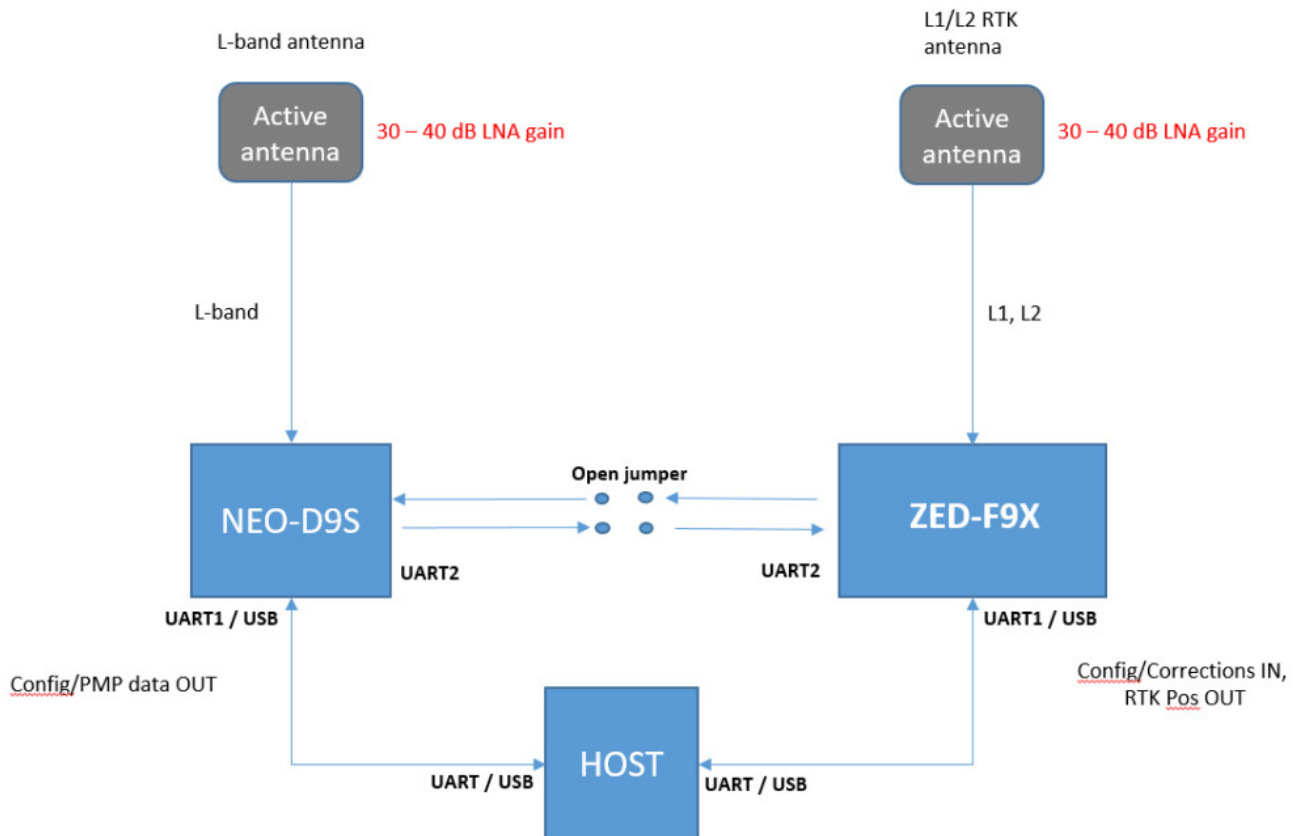 L-band antenna
L1/L2 RTK
antenna
Active
antenna
30 – 40 dB LNA gain
Active
antenna
30 – 40 dB LNA gain
L-band
L1, L2
Open jumper
NEO-D9S
ZED-F9X
UART2
UART2
UART1 / USB
UART1 / USB
Config/PMP data OUT
Config/Corrections IN,
RTK Pos OUT
HOST
UART / USB
UART / USB